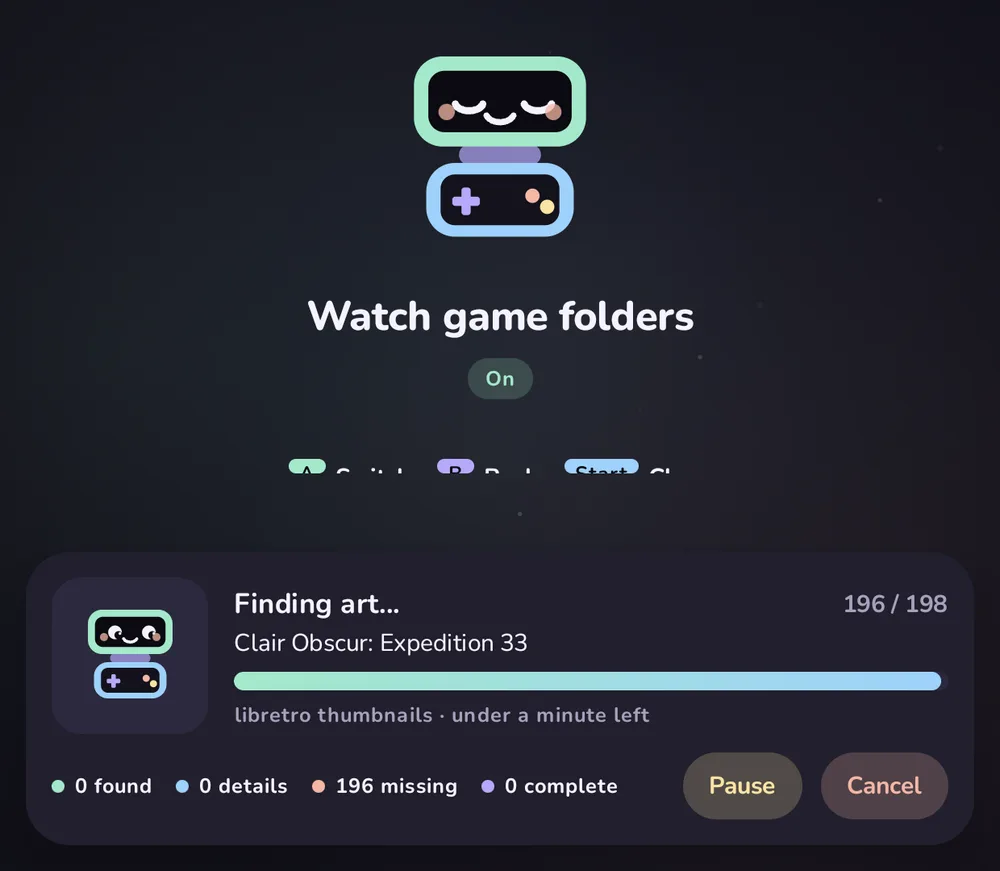 Watch game folders
On
A B Start
Finding art...
196 / 198
Clair Obscur: Expedition 33
libretro thumbnails · under a minute left
0 found 0 details 196 missing 0 complete
Pause Cancel